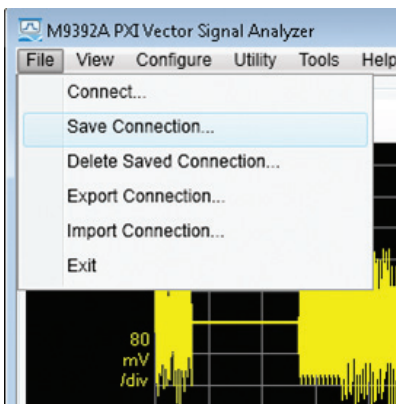 M9392A PXI Vector Signal Analyzer
File View Configure Utility Tools Help
Connect...
Save Connection...
Delete Saved Connection...
Export Connection...
Import Connection...
Exit
80
mV
/div